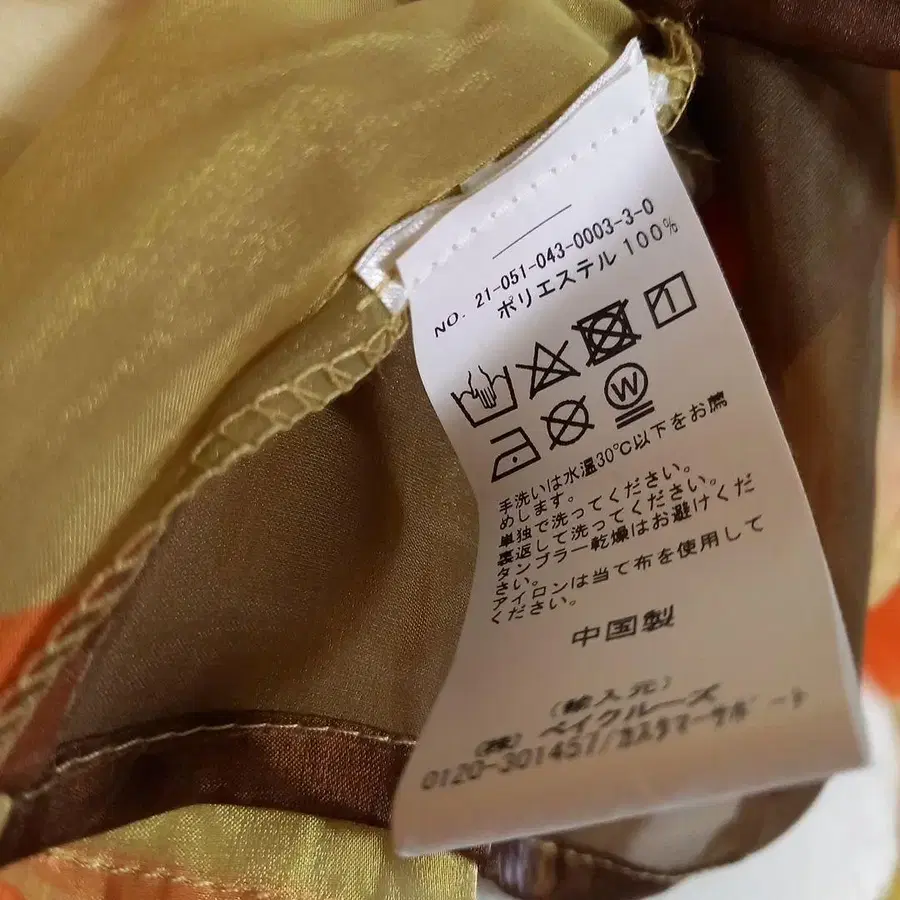 NO. 21-051-043-0003-3-0
ポリエステル 100%
W
手洗いは水温30℃以下をお薦
めします。
単独で洗ってください。
裏返して洗ってください。
タンブラー乾燥はお避けくだ
さい。
アイロンは当て布を使用して
ください。
中国製
(輸入元)
(株) ベイクルーズ
0120-301457/カスタマーサポート